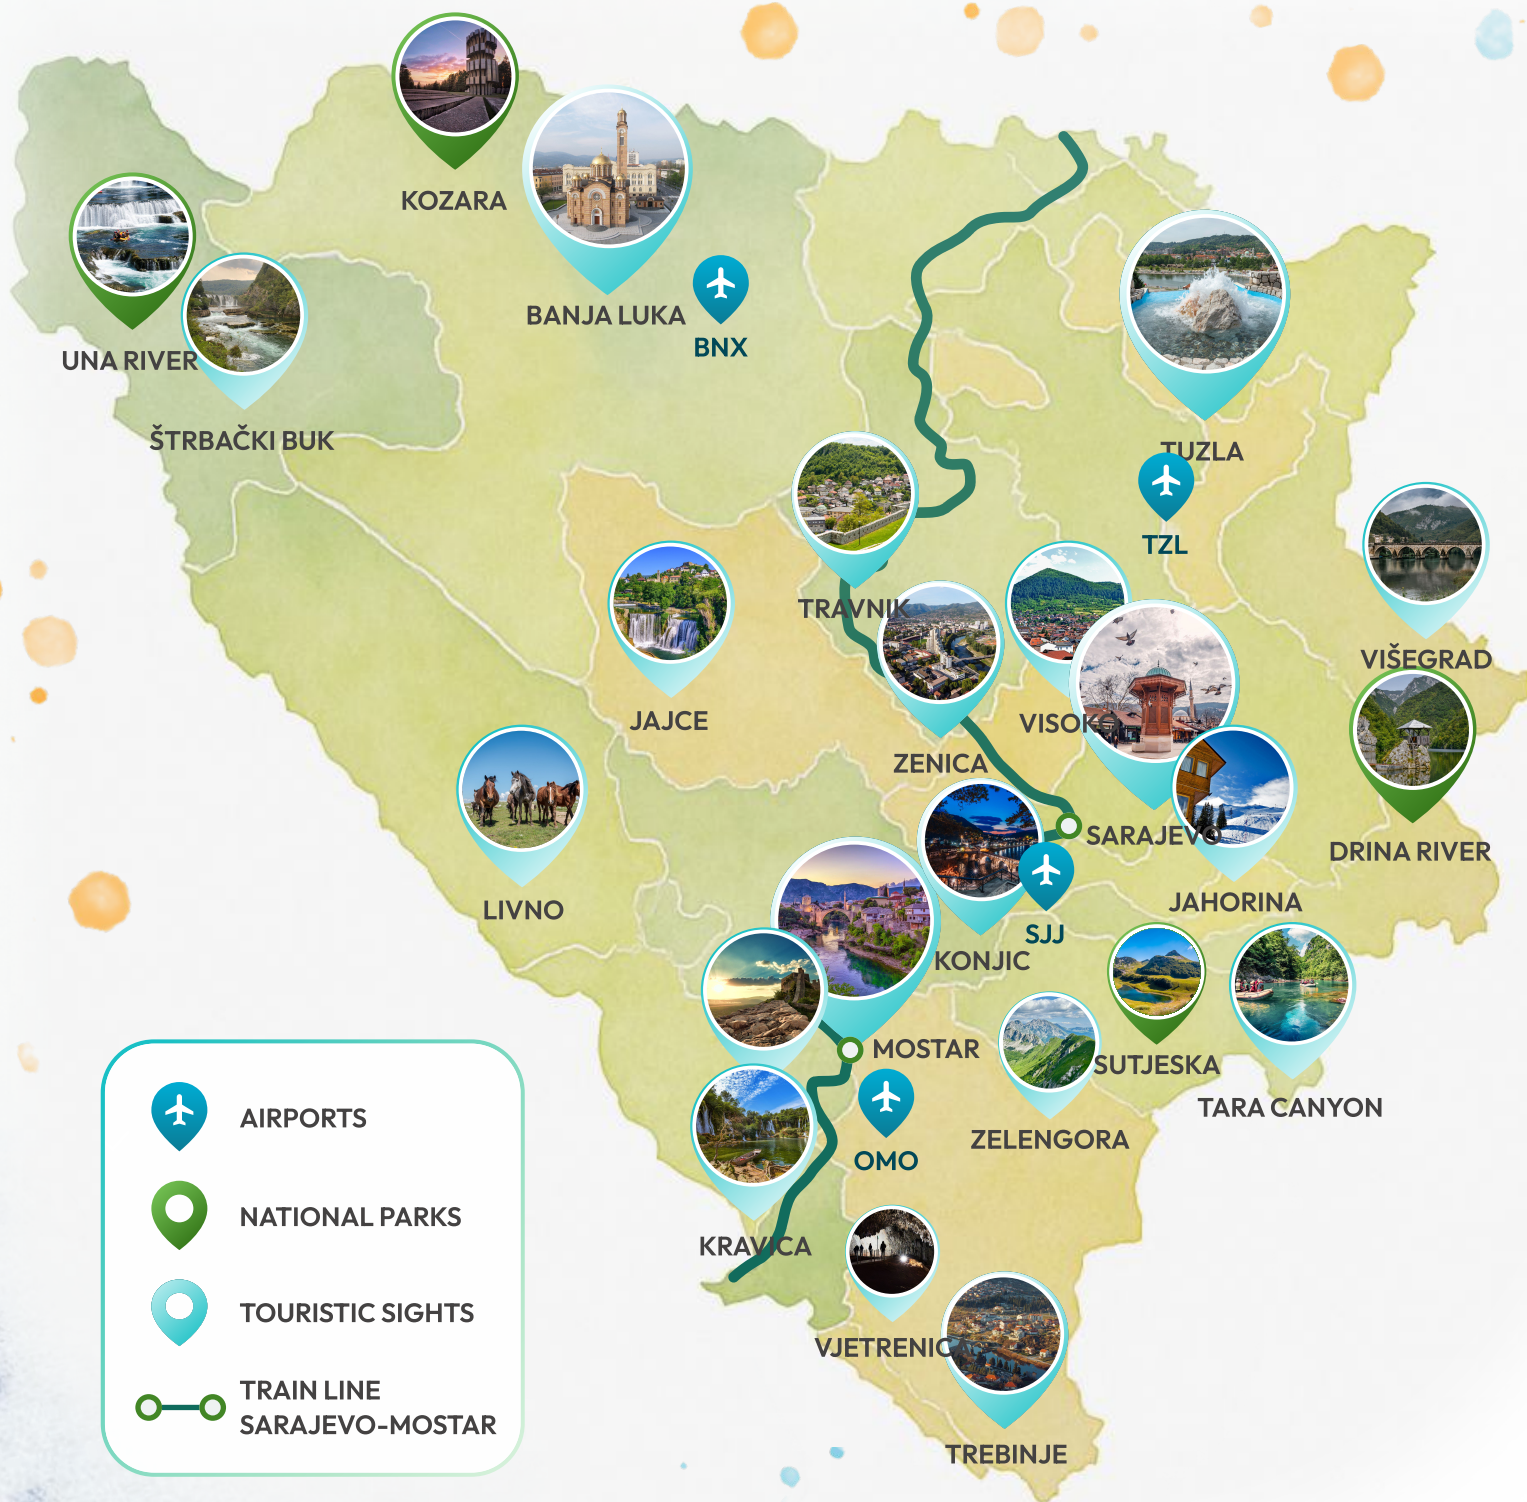 KOZARA
BANJA LUKA
BNX
UNA RIVER
ŠTRBAČKI BUK
TUZLA
TZL
TRAVNIK
VIŠEGRAD
JAJCE
VISOKO
ZENICA
SARAJEVO
DRINA RIVER
LIVNO
JAHORINA
SJJ
KONJIC
MOSTAR
SUTJESKA
TARA CANYON
ZELENGORA
OMO
KRAVICA
VJETRENICA
TREBINJE
AIRPORTS
NATIONAL PARKS
TOURISTIC SIGHTS
TRAIN LINE
SARAJEVO-MOSTAR